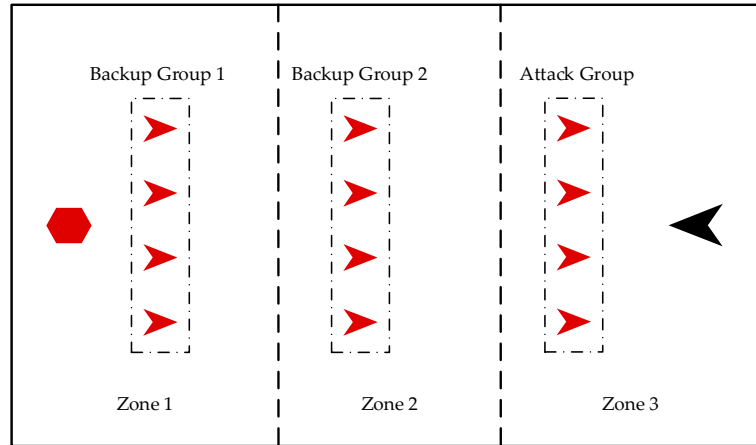 Backup Group 1
Backup Group 2
Attack Group
Zone 1
Zone 2
Zone 3